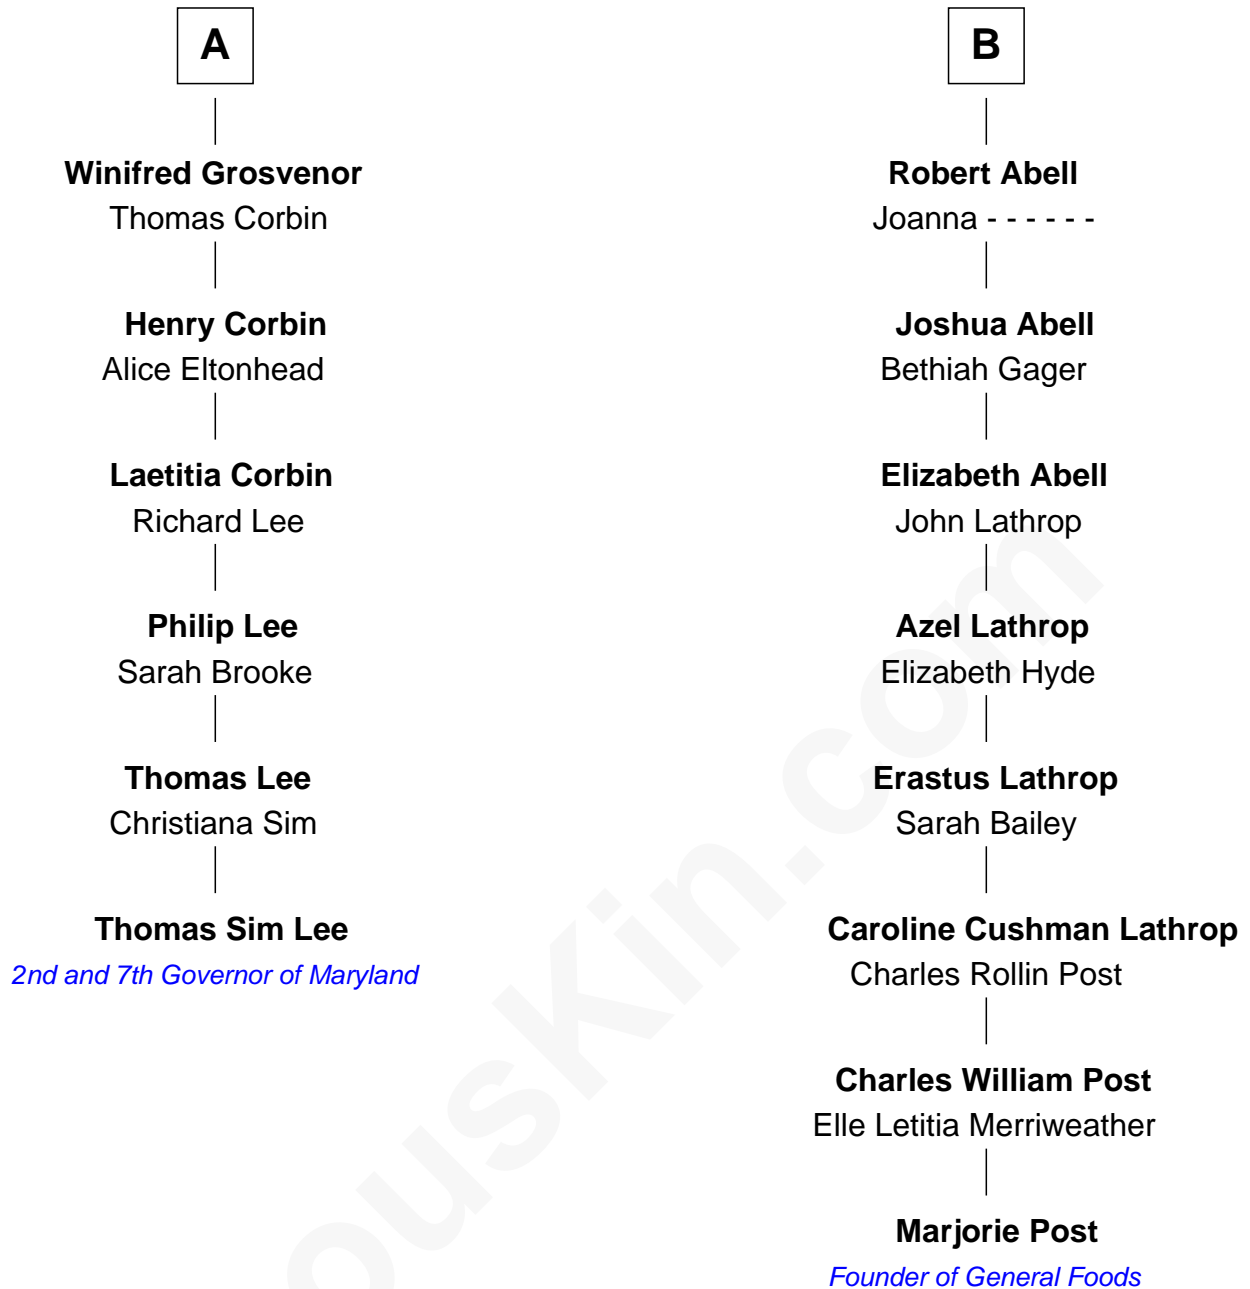 A
Winifred Grosvenor
Thomas Corbin
Henry Corbin
Alice Eltonhead
Laetitia Corbin
Richard Lee
Philip Lee
Sarah Brooke
Thomas Lee
Christiana Sim
Thomas Sim Lee
2nd and 7th Governor of Maryland
B
Robert Abell
Joanna - - - - - -
Joshua Abell
Bethiah Gager
Elizabeth Abell
John Lathrop
Azel Lathrop
Elizabeth Hyde
Erastus Lathrop
Sarah Bailey
Caroline Cushman Lathrop
Charles Rollin Post
Charles William Post
Elle Letitia Merriweather
Marjorie Post
Founder of General Foods
ousKin.com